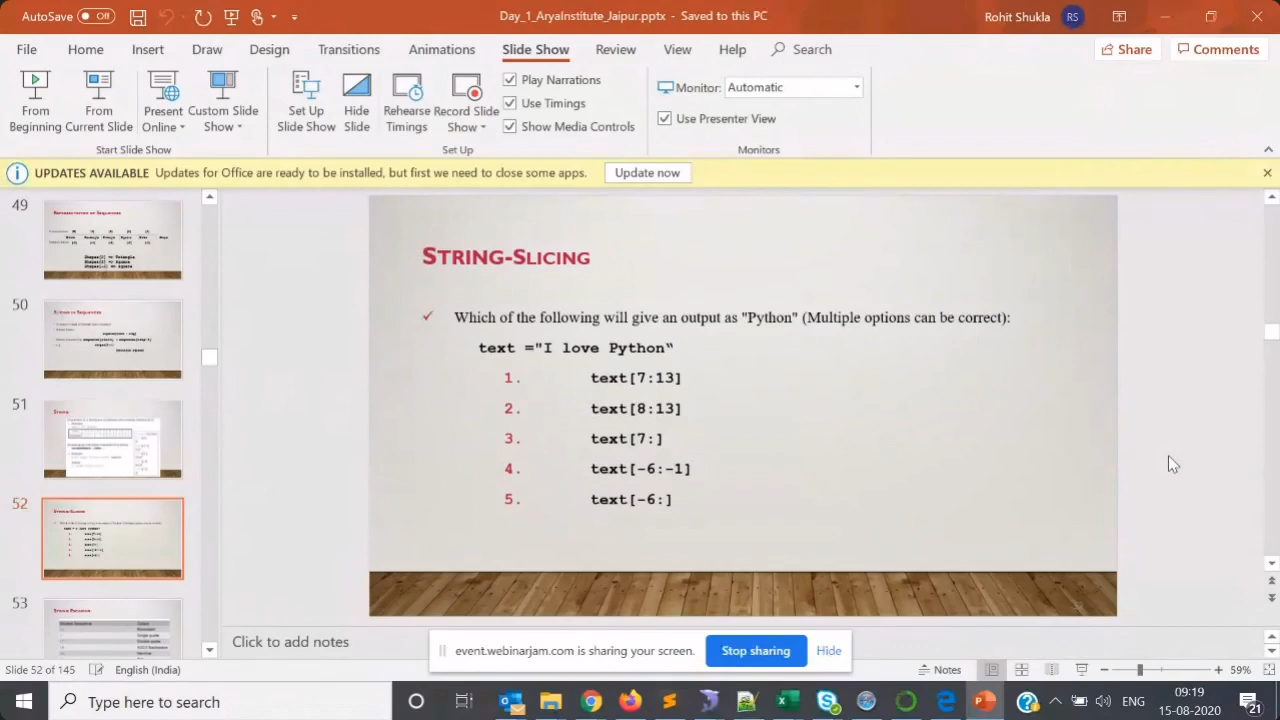 AutoSave Off Day_1_AryaInstitute_Jaipur.pptx - Saved to this PC Rohit Shukla RS
File Home Insert Draw Design Transitions Animations Slide Show Review View Help Search Share Comments
From Beginning From Current Slide Present Online Custom Slide Show Set Up Slide Show Hide Slide Rehearse Timings Record Slide Show
Play Narrations
Use Timings
Show Media Controls
Monitor: Automatic
Use Presenter View
Start Slide Show Set Up Monitors
UPDATES AVAILABLE Updates for Office are ready to be installed, but first we need to close some apps. Update now
49
50
51
52
53
STRING-SLICING
Which of the following will give an output as "Python" (Multiple options can be correct):
text ="I love Python“
1. text[7:13]
2. text[8:13]
3. text[7:]
4. text[-6:-1]
5. text[-6:]
Click to add notes
event.webinarjam.com is sharing your screen. Stop sharing Hide
Slide 52 of 145 English (India) Notes 59%
Type here to search ENG 09:19
15-08-2020 21